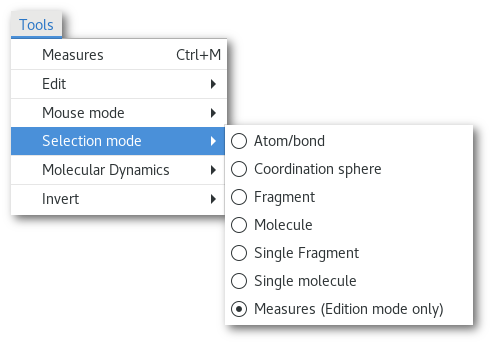 Tools
Measures Ctrl+M
Edit
Mouse mode
Selection mode
Molecular Dynamics
Invert
Atom/bond
Coordination sphere
Fragment
Molecule
Single Fragment
Single molecule
Measures (Edition mode only)